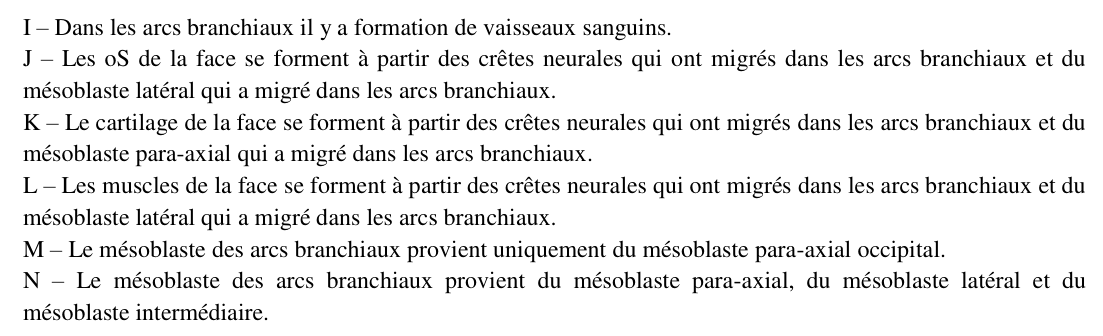 I – Dans les arcs branchiaux il y a formation de vaisseaux sanguins.
J – Les oS de la face se forment à partir des crêtes neurales qui ont migrés dans les arcs branchiaux et du
mésoblaste latéral qui a migré dans les arcs branchiaux.
K – Le cartilage de la face se forment à partir des crêtes neurales qui ont migrés dans les arcs branchiaux et du
mésoblaste para-axial qui a migré dans les arcs branchiaux.
L – Les muscles de la face se forment à partir des crêtes neurales qui ont migrés dans les arcs branchiaux et du
mésoblaste latéral qui a migré dans les arcs branchiaux.
M – Le mésoblaste des arcs branchiaux provient uniquement du mésoblaste para-axial occipital.
N – Le mésoblaste des arcs branchiaux provient du mésoblaste para-axial, du mésoblaste latéral et du
mésoblaste intermédiaire.